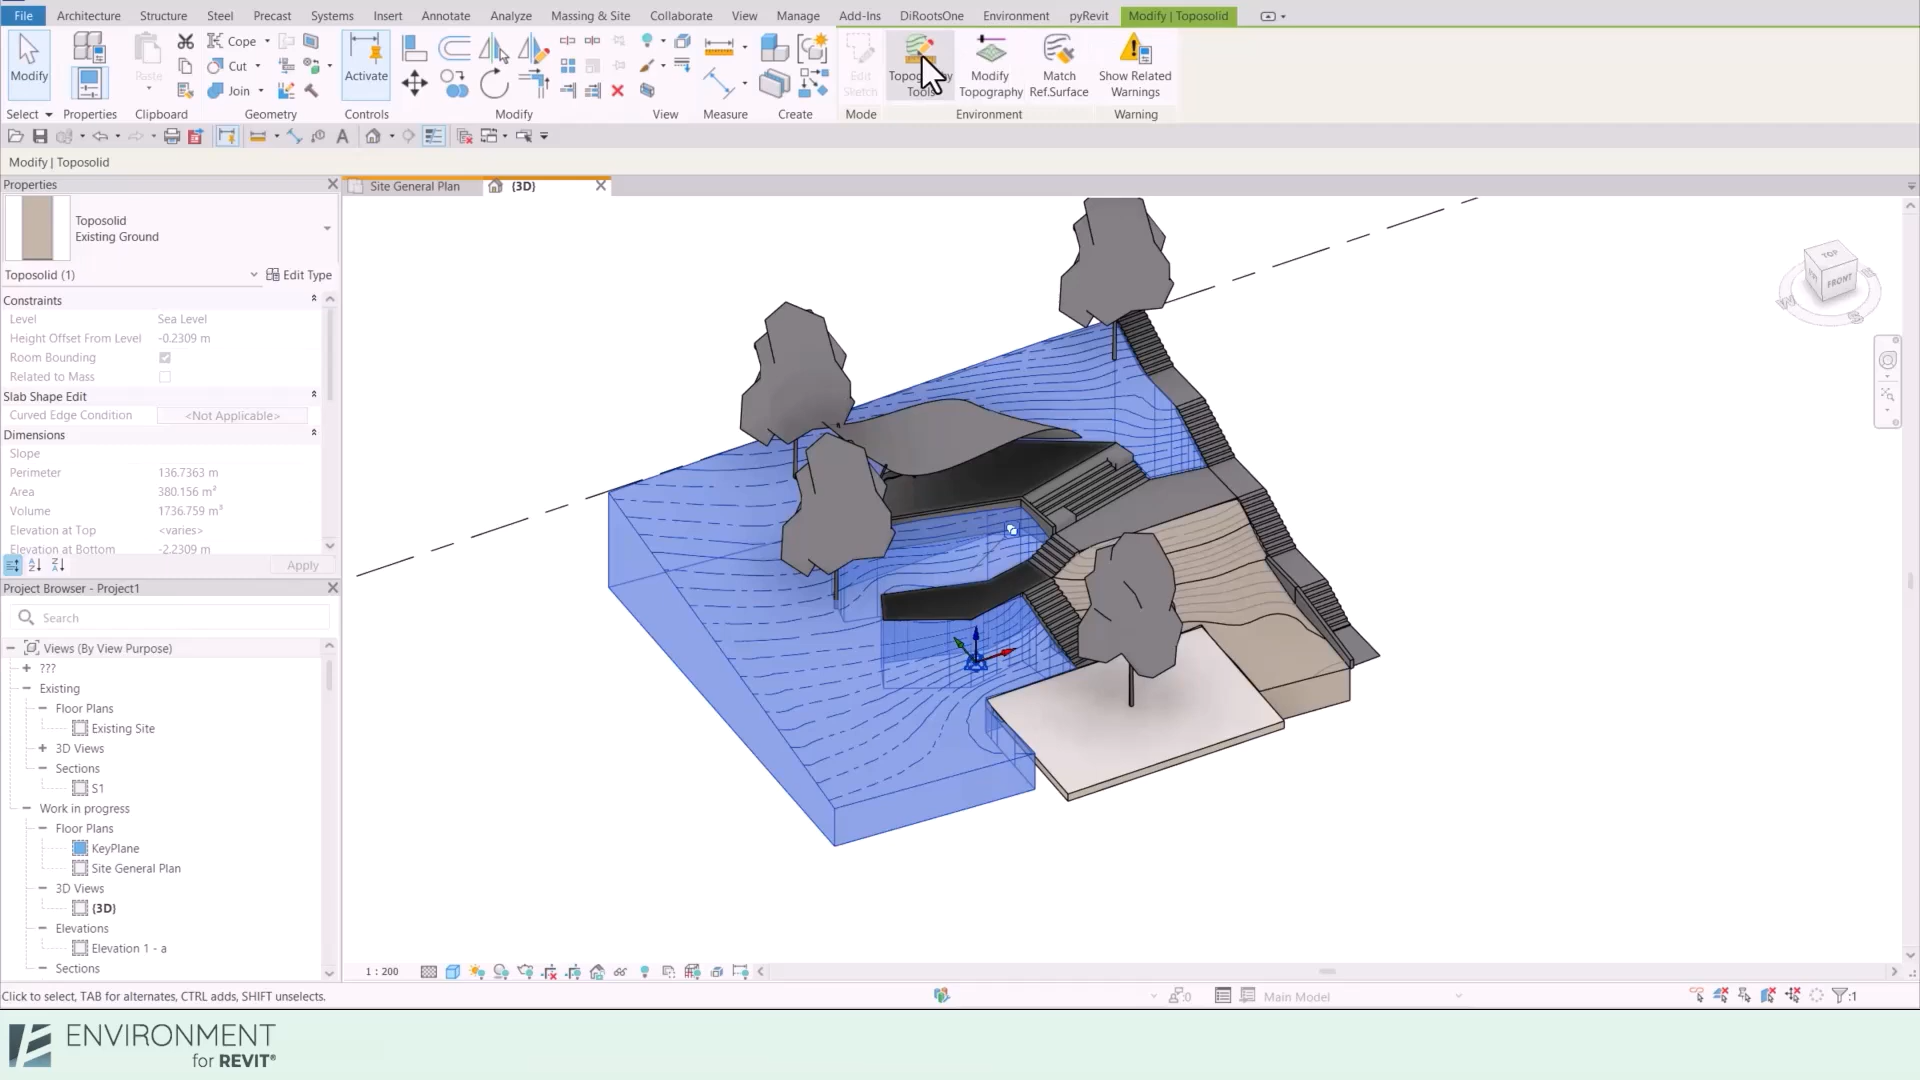 File Architecture Structure Steel Precast Systems Insert Annotate Analyze Massing & Site Collaborate View Manage Add-Ins DiRootsOne Environment pyRevit Modify | Toposolid
Modify
Paste
Cope
Cut
Join
Activate
Edit
Sketch
Topography
Tools
Modify
Topography
Match
Ref.Surface
Show Related
Warnings
Select Properties Clipboard Geometry Controls Modify View Measure Create Mode Environment Warning
Modify | Toposolid
Properties
Site General Plan
(3D)
Toposolid
Existing Ground
Toposolid (1)
Edit Type
Constraints
Level Sea Level
Height Offset From Level -0.2309 m
Room Bounding
Related to Mass
Slab Shape Edit
Curved Edge Condition <Not Applicable>
Dimensions
Slope
Perimeter 136.7363 m
Area 380.156 m²
Volume 1736.759 m³
Elevation at Top <varies>
Elevation at Bottom -2.2309 m
Apply
Project Browser - Project1
Search
Views (By View Purpose)
???
Existing
Floor Plans
Existing Site
3D Views
Sections
S1
Work in progress
Floor Plans
KeyPlane
Site General Plan
3D Views
(3D)
Elevations
Elevation 1 - a
Sections
TOP
FRONT
W
S
1 : 200
Click to select, TAB for alternates, CTRL adds, SHIFT unselects.
:0
Main Model
:1
ENVIRONMENT
for REVIT®